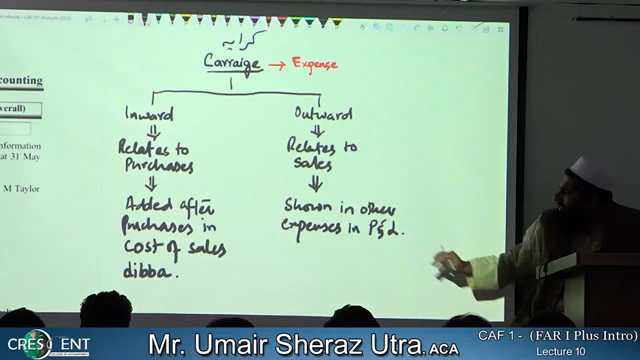 counting
verall)
nformation
at 31 May
M Taylor
کرایہ
Carraige → Expense
Inward
Outward
Relates to
Purchases
Relates to
Sales
Added after
Purchases in
Cost of sales
dibba.
Shown in other
expenses in P&L.
CRESCENT
Mr. Umair Sheraz Utra. ACA
CAF 1 - (FAR I Plus Intro)
Lecture 10